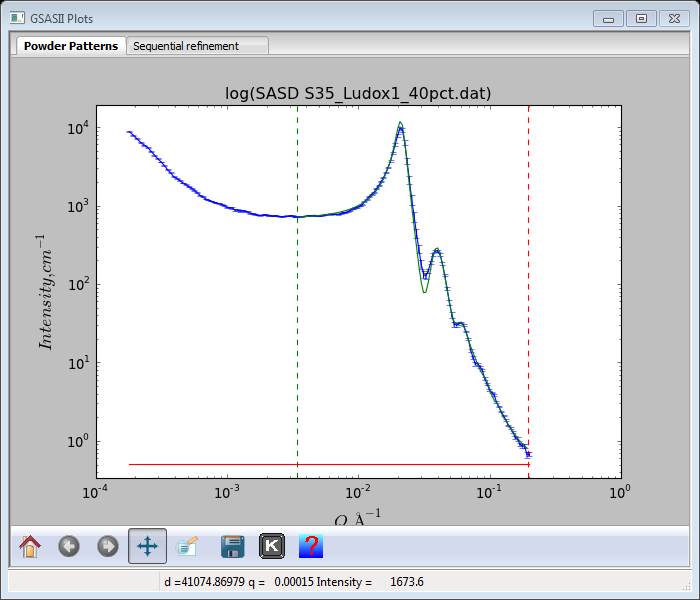 GSASII Plots
Powder Patterns Sequential refinement
log(SASD S35_Ludox1_40pct.dat)
10^4
10^3
10^2
10^1
10^0
Intensity,cm^-1
10^-4 10^-3 10^-2 10^-1 10^0
Q,Å^-1
K ?
d =41074.86979 q = 0.00015 Intensity = 1673.6